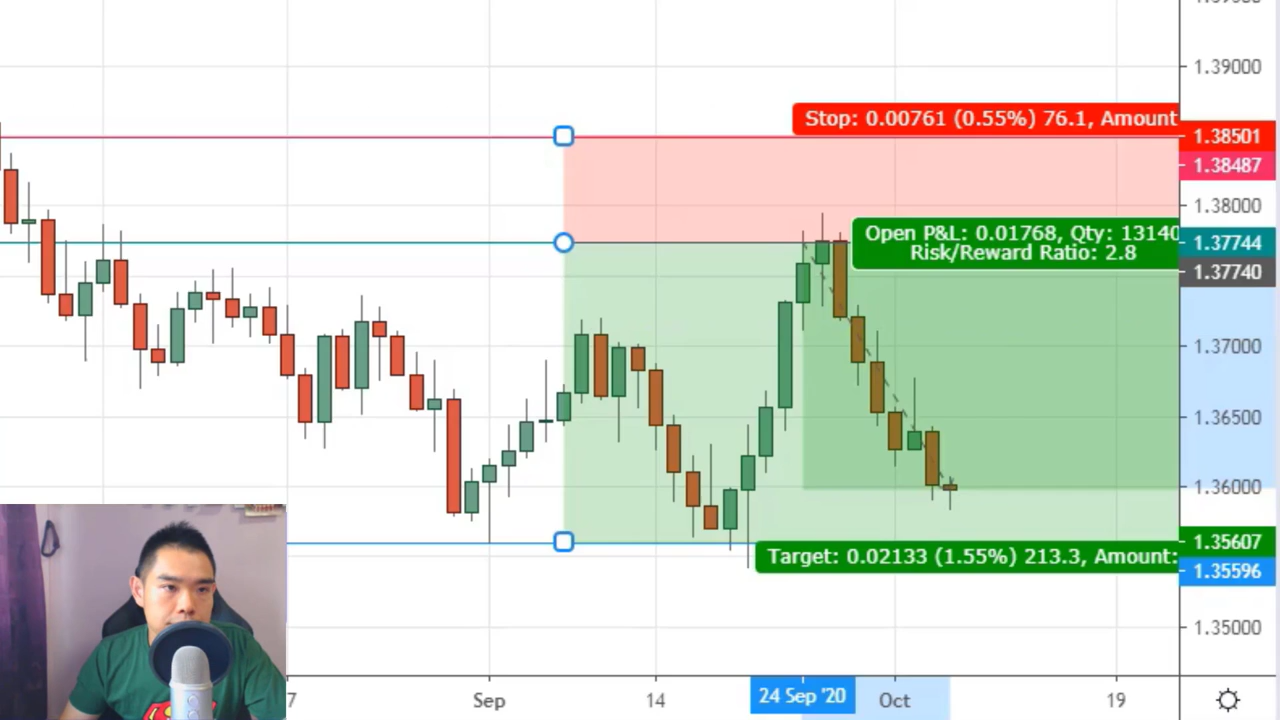 1.39000
Stop: 0.00761 (0.55%) 76.1, Amount
1.38501
1.38487
1.38000
Open P&L: 0.01768, Qty: 13140
Risk/Reward Ratio: 2.8
1.37744
1.37740
1.37000
1.36500
1.36000
1.35607
Target: 0.02133 (1.55%) 213.3, Amount:
1.35596
1.35000
7
Sep
14
24 Sep '20
Oct
19